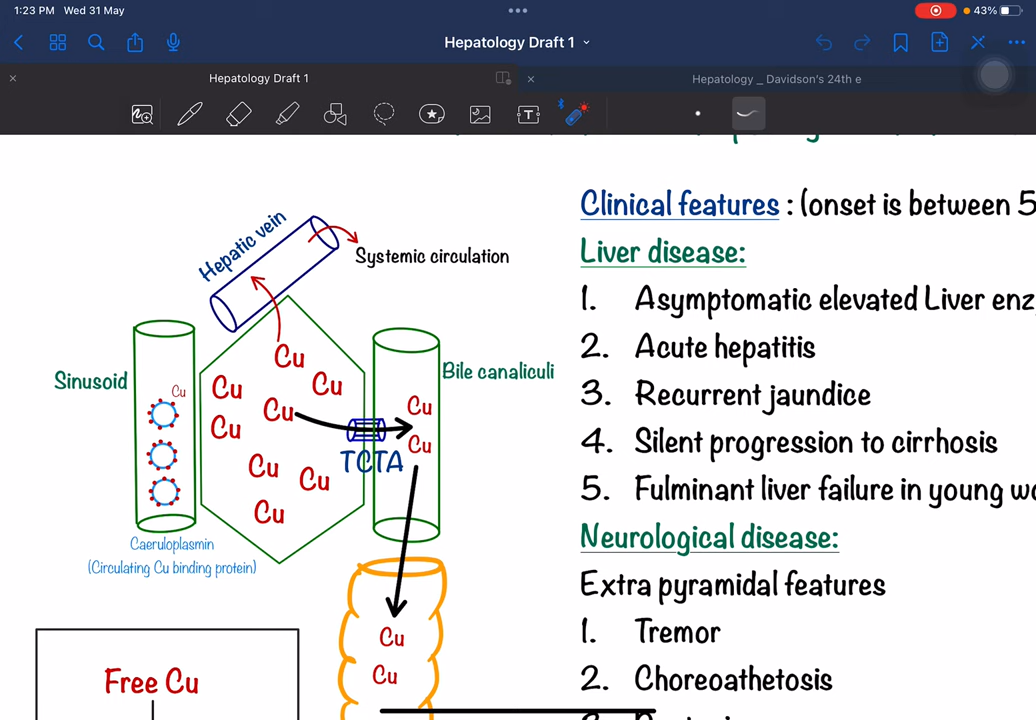 1:23 PM Wed 31 May
43%
Hepatology Draft 1
Hepatology Draft 1
Hepatology _ Davidson's 24th e
Hepatic vein
Systemic circulation
Sinusoid
Cu
Cu
Cu
Cu
Cu
Cu
Cu
Cu
Cu
TCTA
Bile canaliculi
Cu
Cu
Caeruloplasmin
(Circulating Cu binding protein)
Cu
Cu
Free Cu
Clinical features : (onset is between 5
Liver disease:
1. Asymptomatic elevated Liver enz
2. Acute hepatitis
3. Recurrent jaundice
4. Silent progression to cirrhosis
5. Fulminant liver failure in young wo
Neurological disease:
Extra pyramidal features
1. Tremor
2. Choreoathetosis